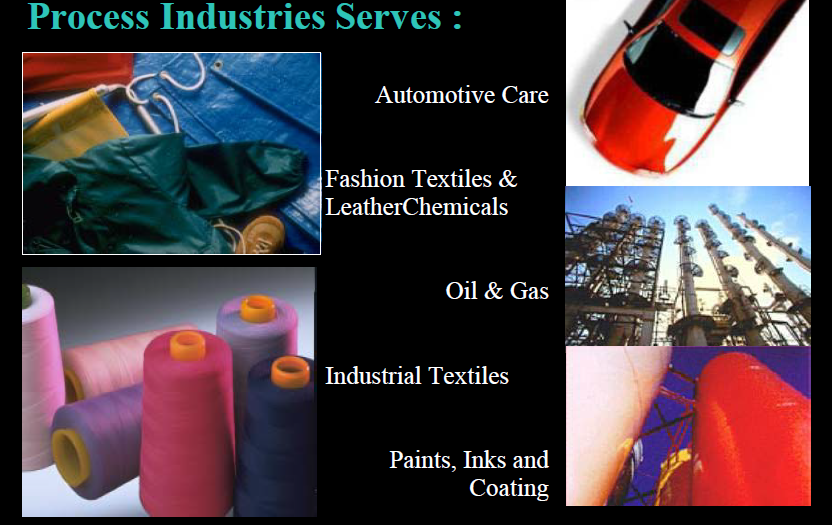 Process Industries Serves :
Automotive Care
Fashion Textiles &
LeatherChemicals
Oil & Gas
Industrial Textiles
Paints, Inks and
Coating